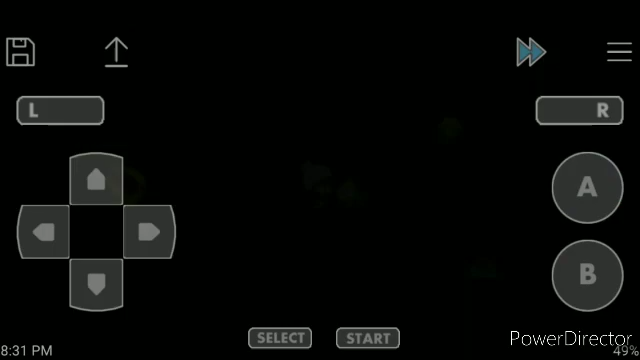 L
R
A
B
SELECT
START
PowerDirector
8:31 PM
49%